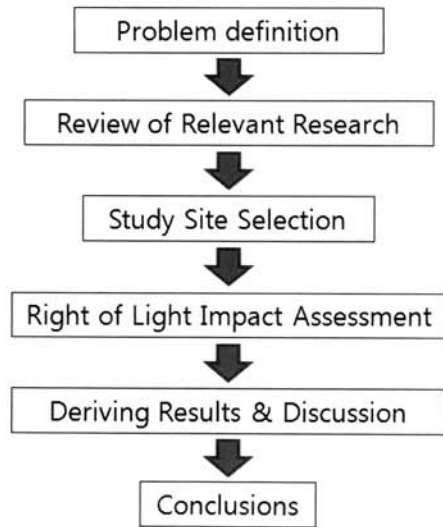 Problem definition
Review of Relevant Research
Study Site Selection
Right of Light Impact Assessment
Deriving Results & Discussion
Conclusions